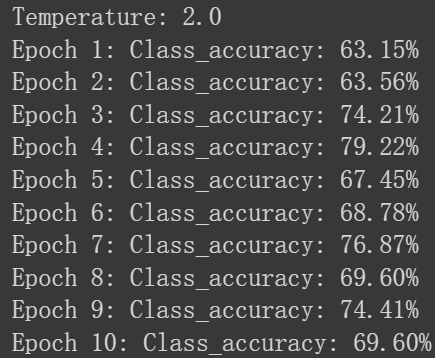 Temperature: 2.0
Epoch 1: Class_accuracy: 63.15%
Epoch 2: Class_accuracy: 63.56%
Epoch 3: Class_accuracy: 74.21%
Epoch 4: Class_accuracy: 79.22%
Epoch 5: Class_accuracy: 67.45%
Epoch 6: Class_accuracy: 68.78%
Epoch 7: Class_accuracy: 76.87%
Epoch 8: Class_accuracy: 69.60%
Epoch 9: Class_accuracy: 74.41%
Epoch 10: Class_accuracy: 69.60%